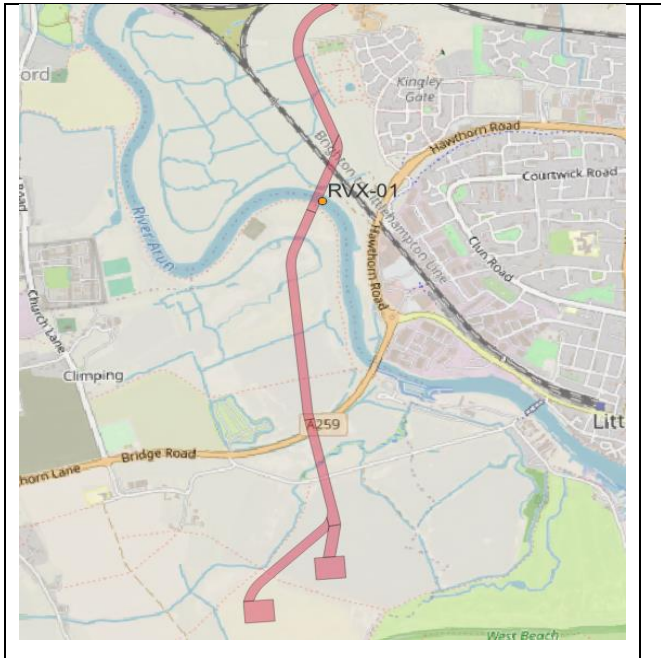 ord
Kingley
Gate
Hawthorn Road
Courtwick Road
RVX-01
Brighton - Littlehampton Line
River Arun
Hawthorn Road
Clun Road
Church Lane
Climping
A259
Litt
Bridge Road
horn Lane
West Beach